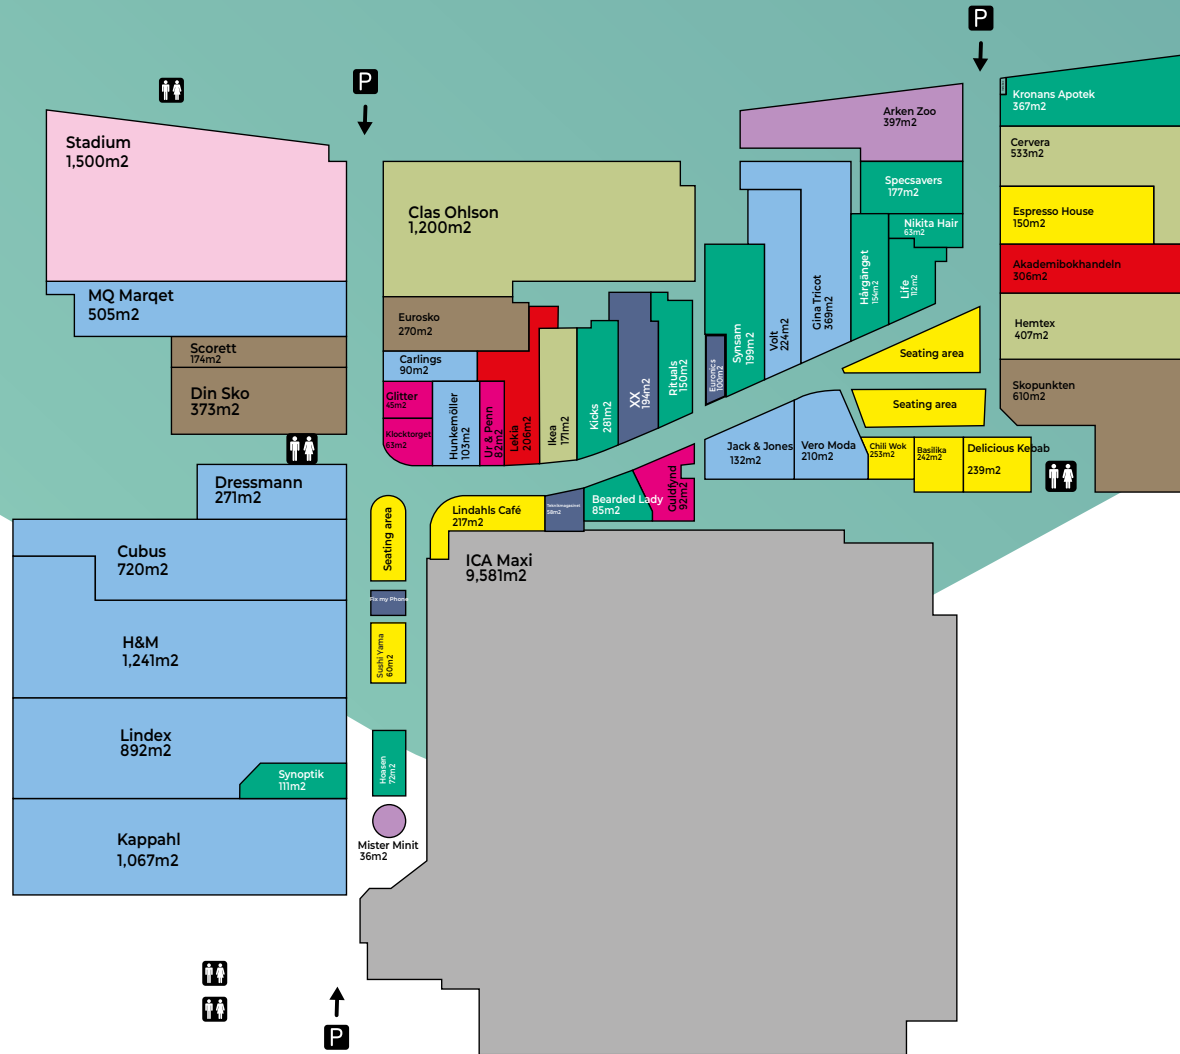 P
P
Kronans Apotek
367m2
Arken Zoo
397m2
Stadium
1,500m2
Cervera
533m2
Specsavers
177m2
Clas Ohlson
1,200m2
Espresso House
150m2
Nikita Hair
63m2
Akademibokhandeln
306m2
MQ Marqet
505m2
Hårgänget
154m2
Life
112m2
Gina Tricot
369m2
Volt
224m2
Synsam
199m2
Euronics
100m2
Eurosko
270m2
Hemtex
407m2
Scorett
174m2
Carlings
90m2
Seating area
Din Sko
373m2
Glitter
45m2
Klocktorget
63m2
Hunkemöller
103m2
Ur & Penn
82m2
Lekia
206m2
Ikea
171m2
Kicks
281m2
XX
194m2
Rituals
150m2
Skopunkten
610m2
Seating area
Jack & Jones
132m2
Vero Moda
210m2
Chili Wok
253m2
Basilika
242m2
Delicious Kebab
239m2
Dressmann
271m2
Guldfynd
92m2
Bearded Lady
85m2
Lindahls Café
217m2
58m2
Seating area
Cubus
720m2
ICA Maxi
9,581m2
Fix my Phone
H&M
1,241m2
Sushi Yama
60m2
Lindex
892m2
Synoptik
111m2
Hoasen
72m2
Kappahl
1,067m2
Mister Minit
36m2
P